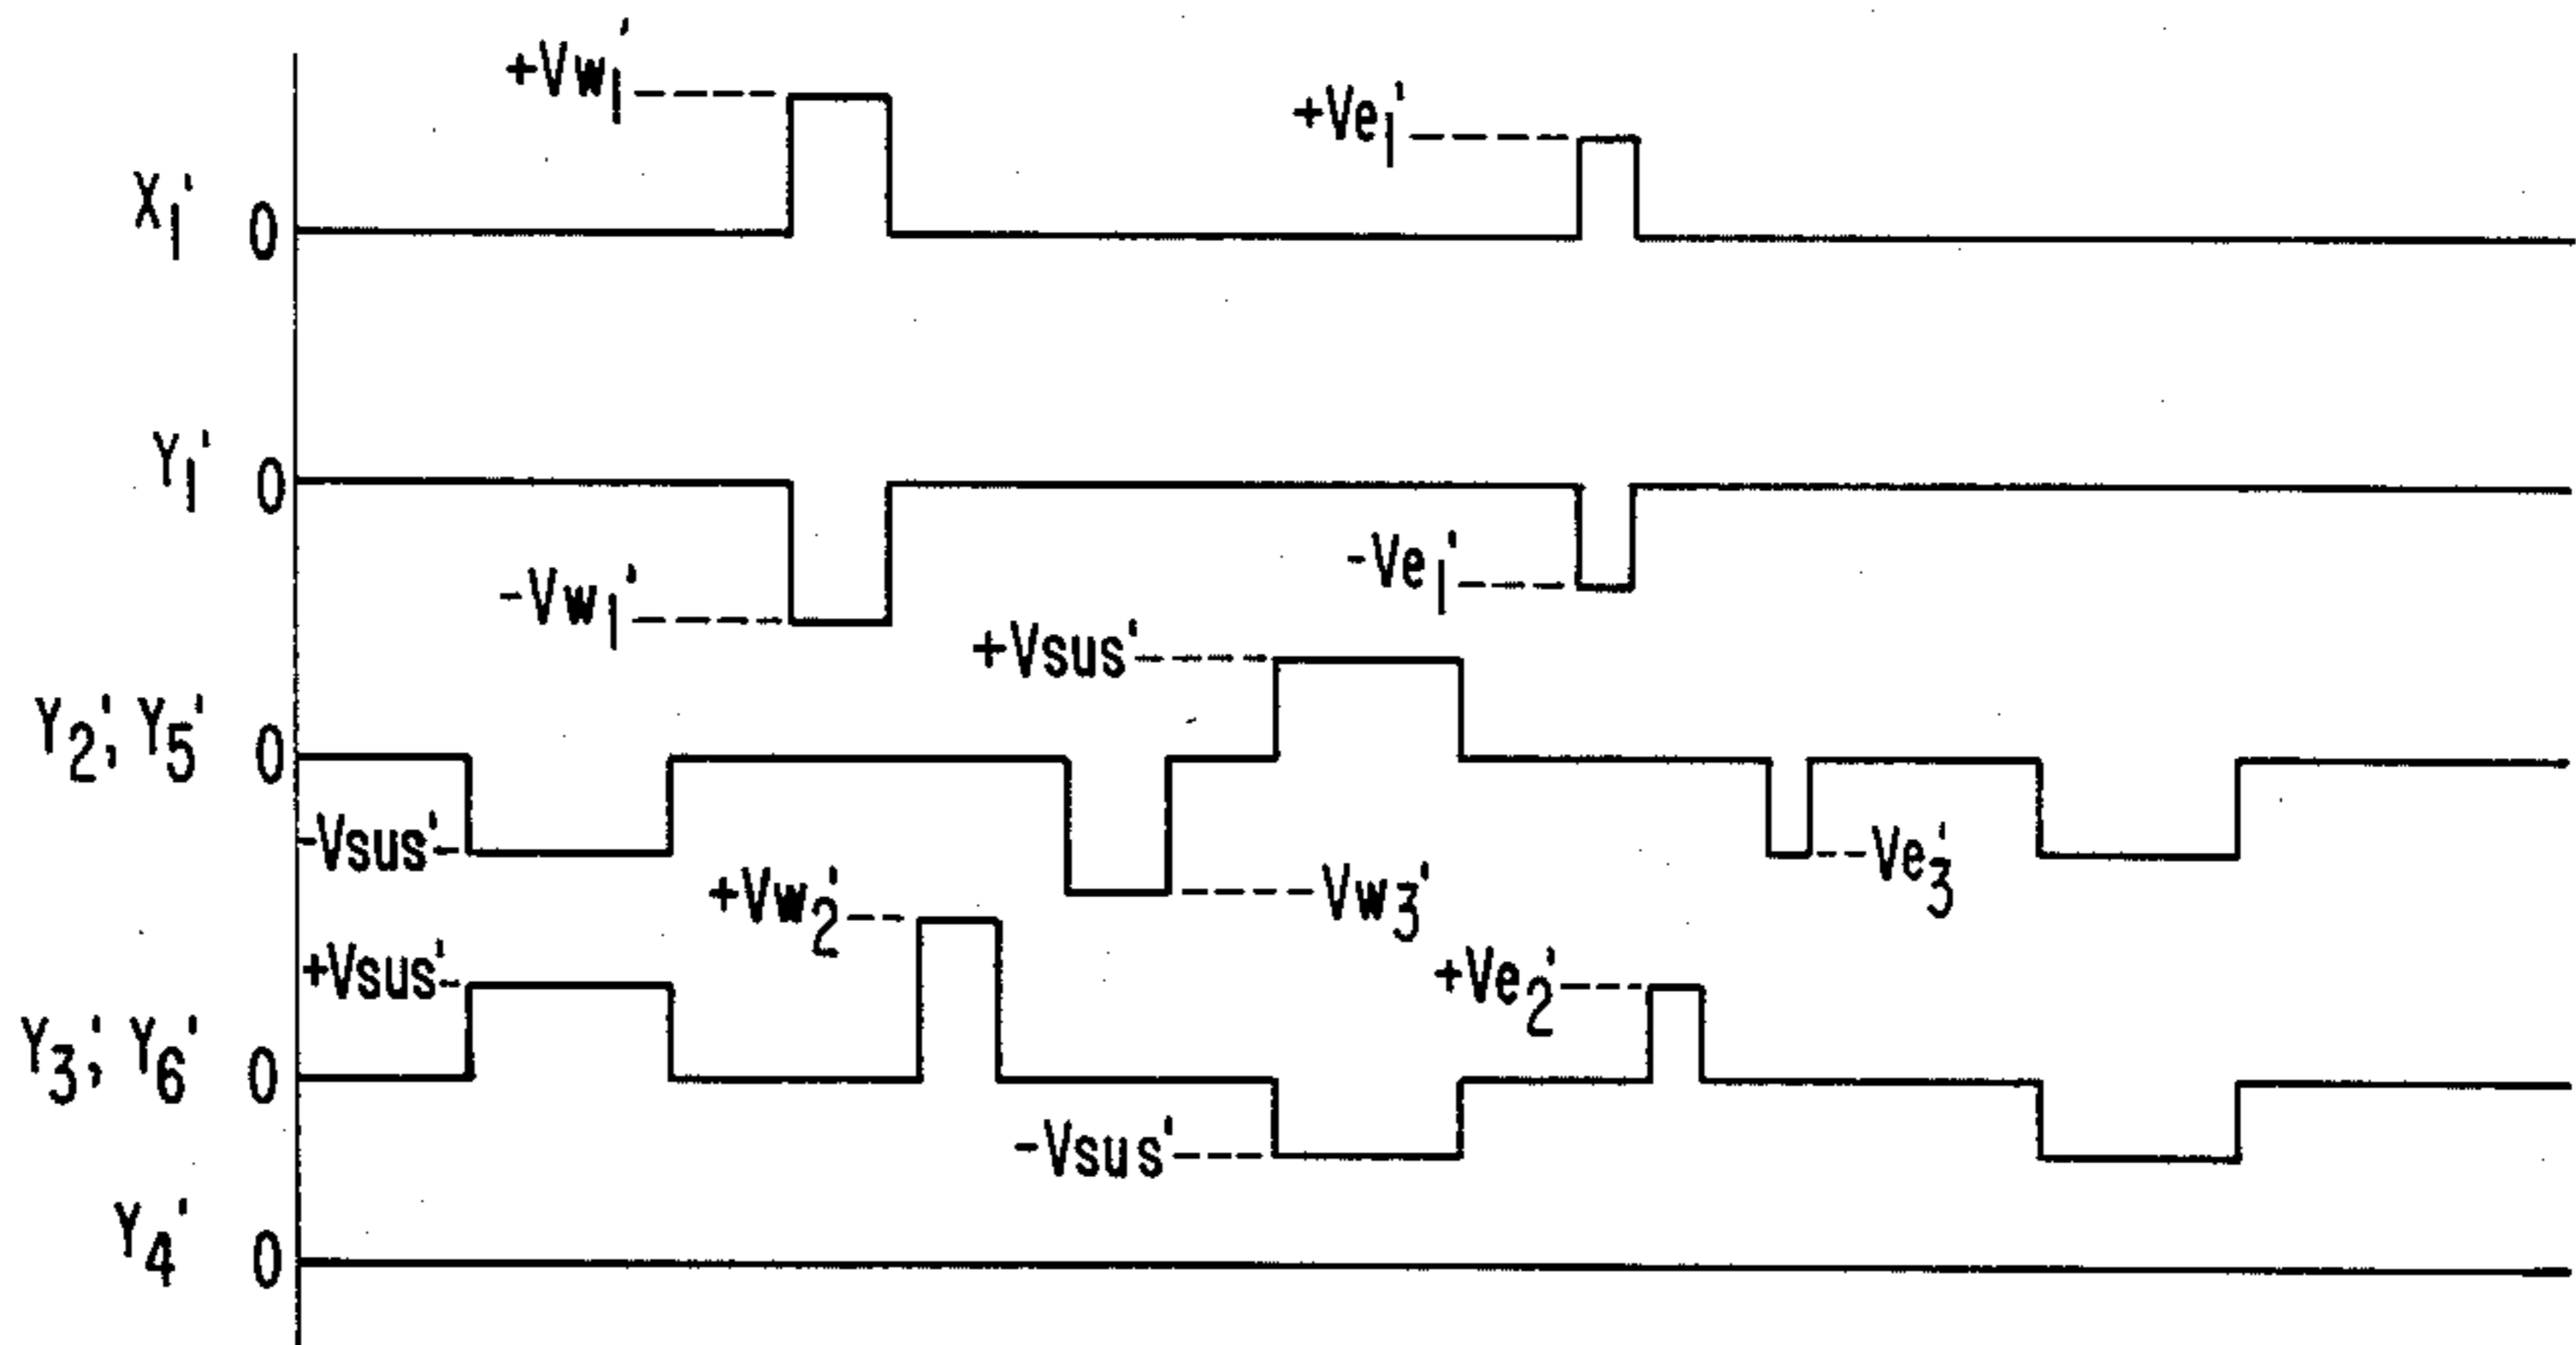 +Vw₁'
+Ve₁'
X₁' 0
Y₁' 0
-Vw₁'
-Ve₁'
+Vsus'
Y₂', Y₅' 0
-Vsus'
Ve₃'
+Vw₂'
Vw₃'
+Vsus'
+Ve₂'
Y₃', Y₆' 0
-Vsus'
Y₄' 0